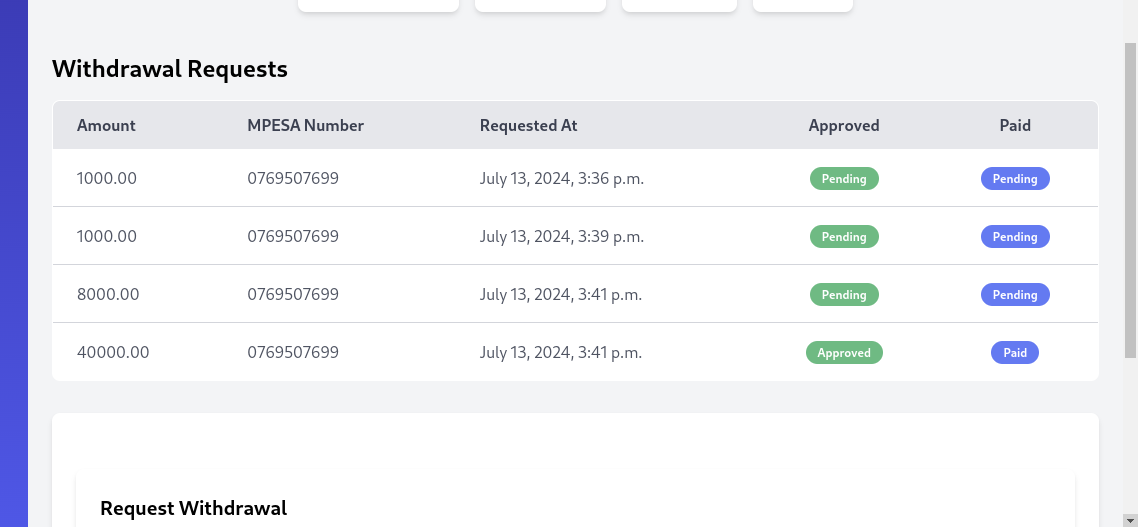 Withdrawal Requests
Amount MPESA Number Requested At Approved Paid
1000.00 0769507699 July 13, 2024, 3:36 p.m. Pending Pending
1000.00 0769507699 July 13, 2024, 3:39 p.m. Pending Pending
8000.00 0769507699 July 13, 2024, 3:41 p.m. Pending Pending
40000.00 0769507699 July 13, 2024, 3:41 p.m. Approved Paid
Request Withdrawal